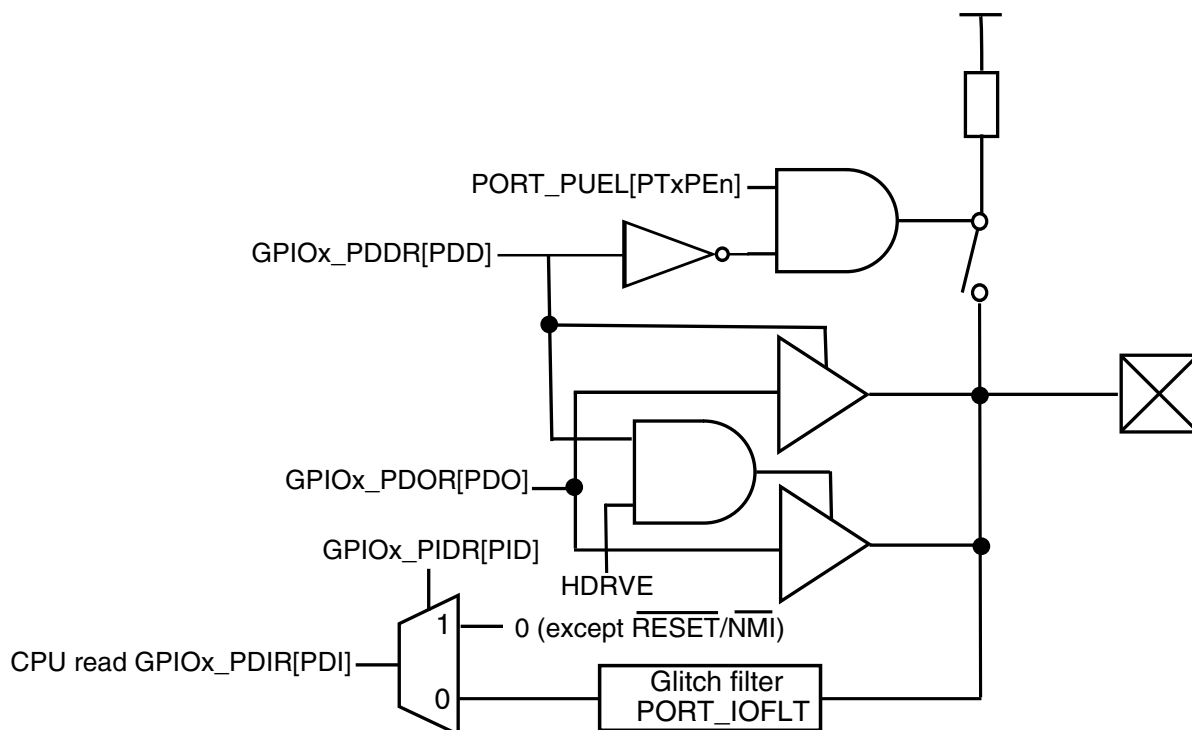 PORT_PUEL[PTxPEn]
GPIOx_PDDR[PDD]
GPIOx_PDOR[PDO]
GPIOx_PIDR[PID]
HDRVE
1
0 (except RESET/NMI)
CPU read GPIOx_PDIR[PDI]
0
Glitch filter
PORT_IOFLT